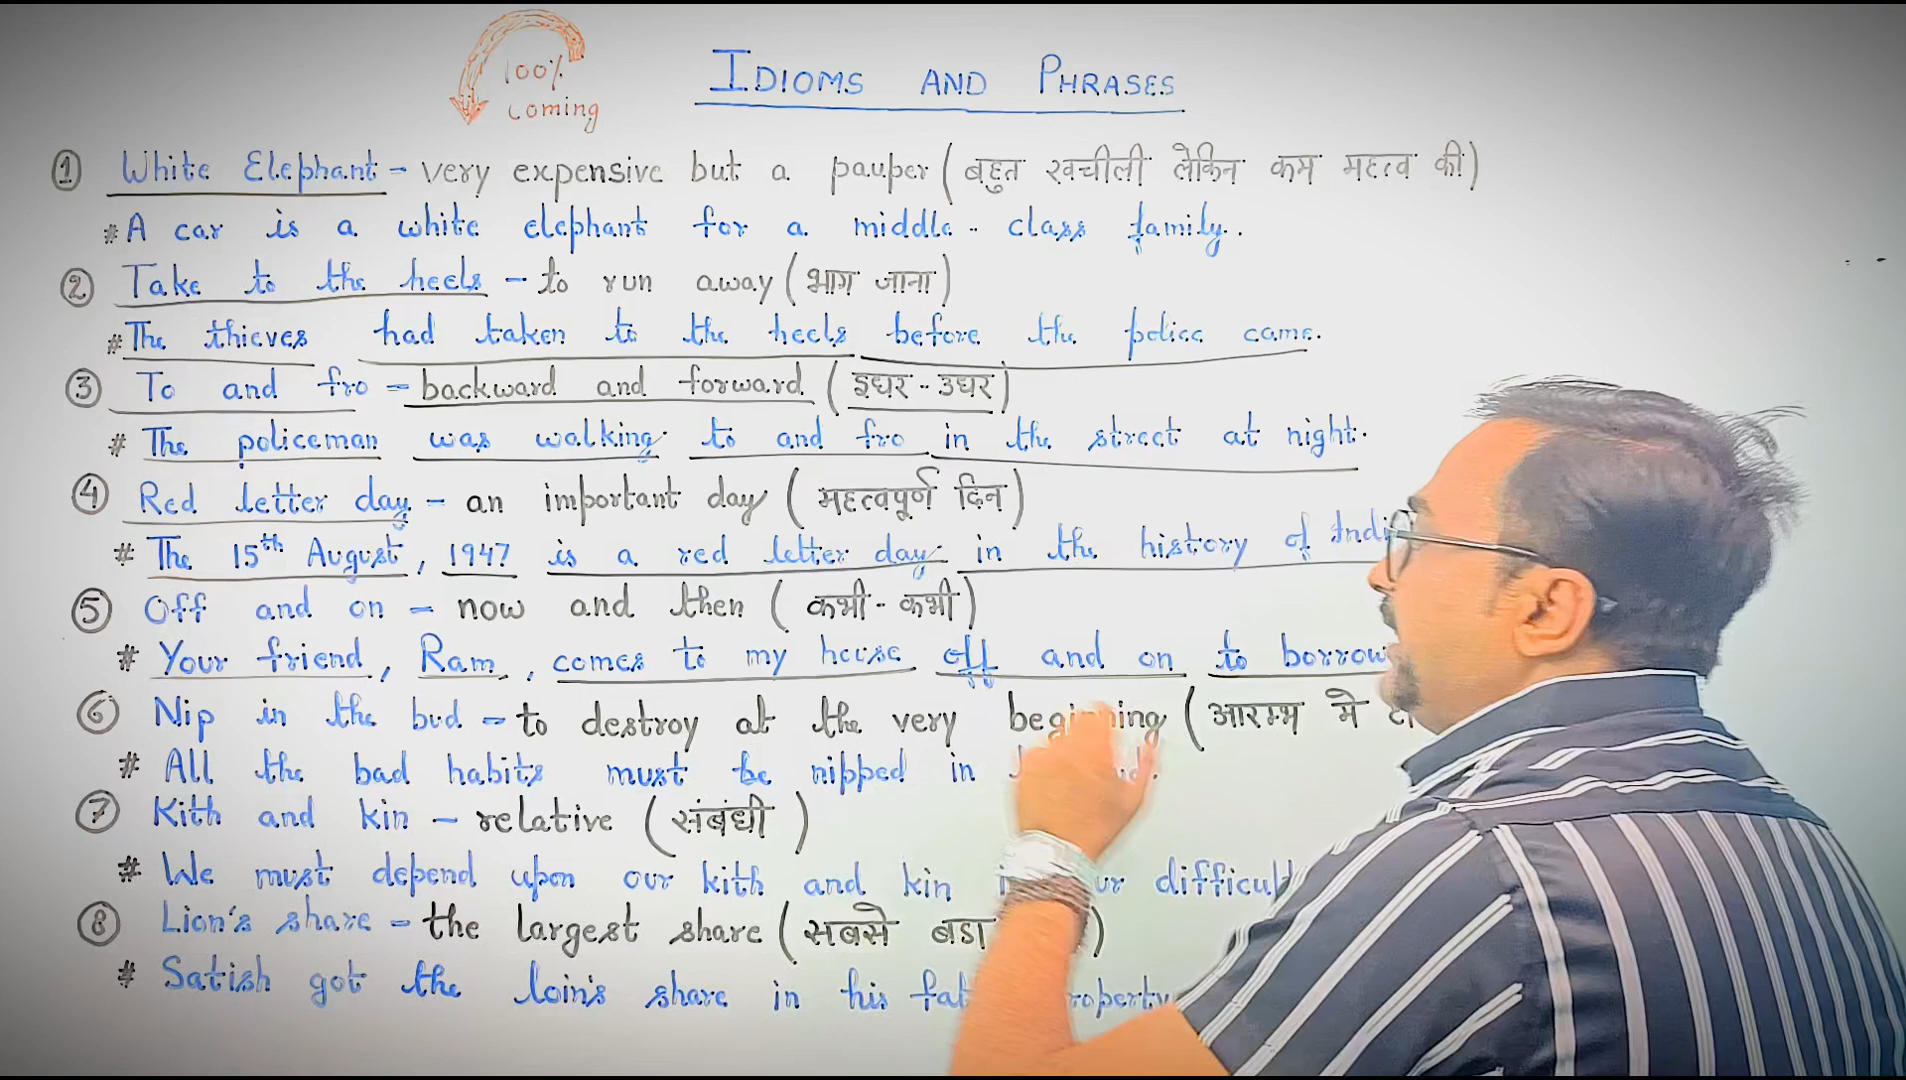 100%
coming
IDIOMS AND PHRASES
① White Elephant - very expensive but a pauper (बहुत खर्चीली लेकिन कम महत्व की)
# A car is a white elephant for a middle-class family.
② Take to the heels - to run away (भाग जाना)
# The thieves had taken to the heels before the police came.
③ To and fro - backward and forward (इधर-उधर)
# The policeman was walking to and fro in the street at night.
④ Red letter day - an important day (महत्वपूर्ण दिन)
# The 15th August, 1947 is a red letter day in the history of Indi
⑤ Off and on - now and then (कभी-कभी)
# Your friend, Ram, comes to my house off and on to borrow
⑥ Nip in the bud - to destroy at the very beginning (आरम्भ मे
# All the bad habits must be nipped in
⑦ Kith and kin - relative (संबंधी)
# We must depend upon our kith and kin difficult
⑧ Lion's share - the largest share (सबसे बडा )
# Satish got the loin's share in his property